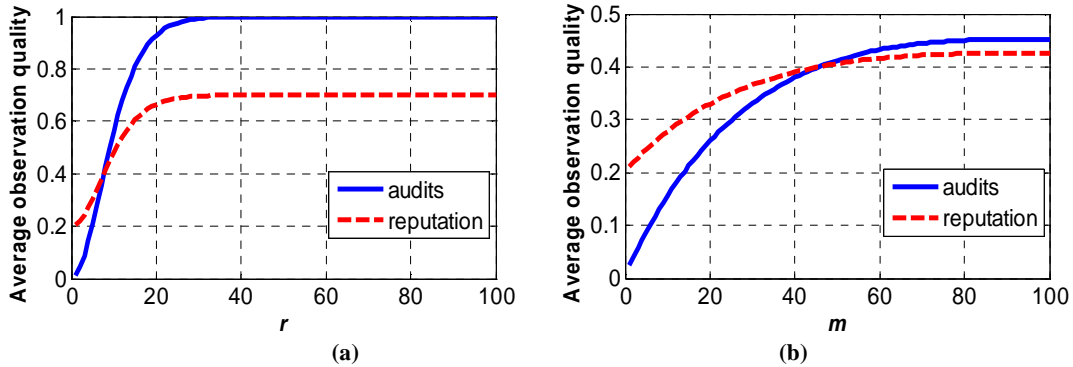 Average observation quality
1
0.8
0.6
0.4
0.2
0
0 20 40 60 80 100
audits
reputation
r
(a)
Average observation quality
0.5
0.4
0.3
0.2
0.1
0
0 20 40 60 80 100
audits
reputation
m
(b)